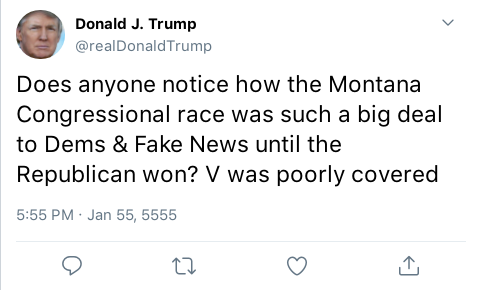 Donald J. Trump
@realDonaldTrump
Does anyone notice how the Montana
Congressional race was such a big deal
to Dems & Fake News until the
Republican won? V was poorly covered
5:55 PM · Jan 55, 5555